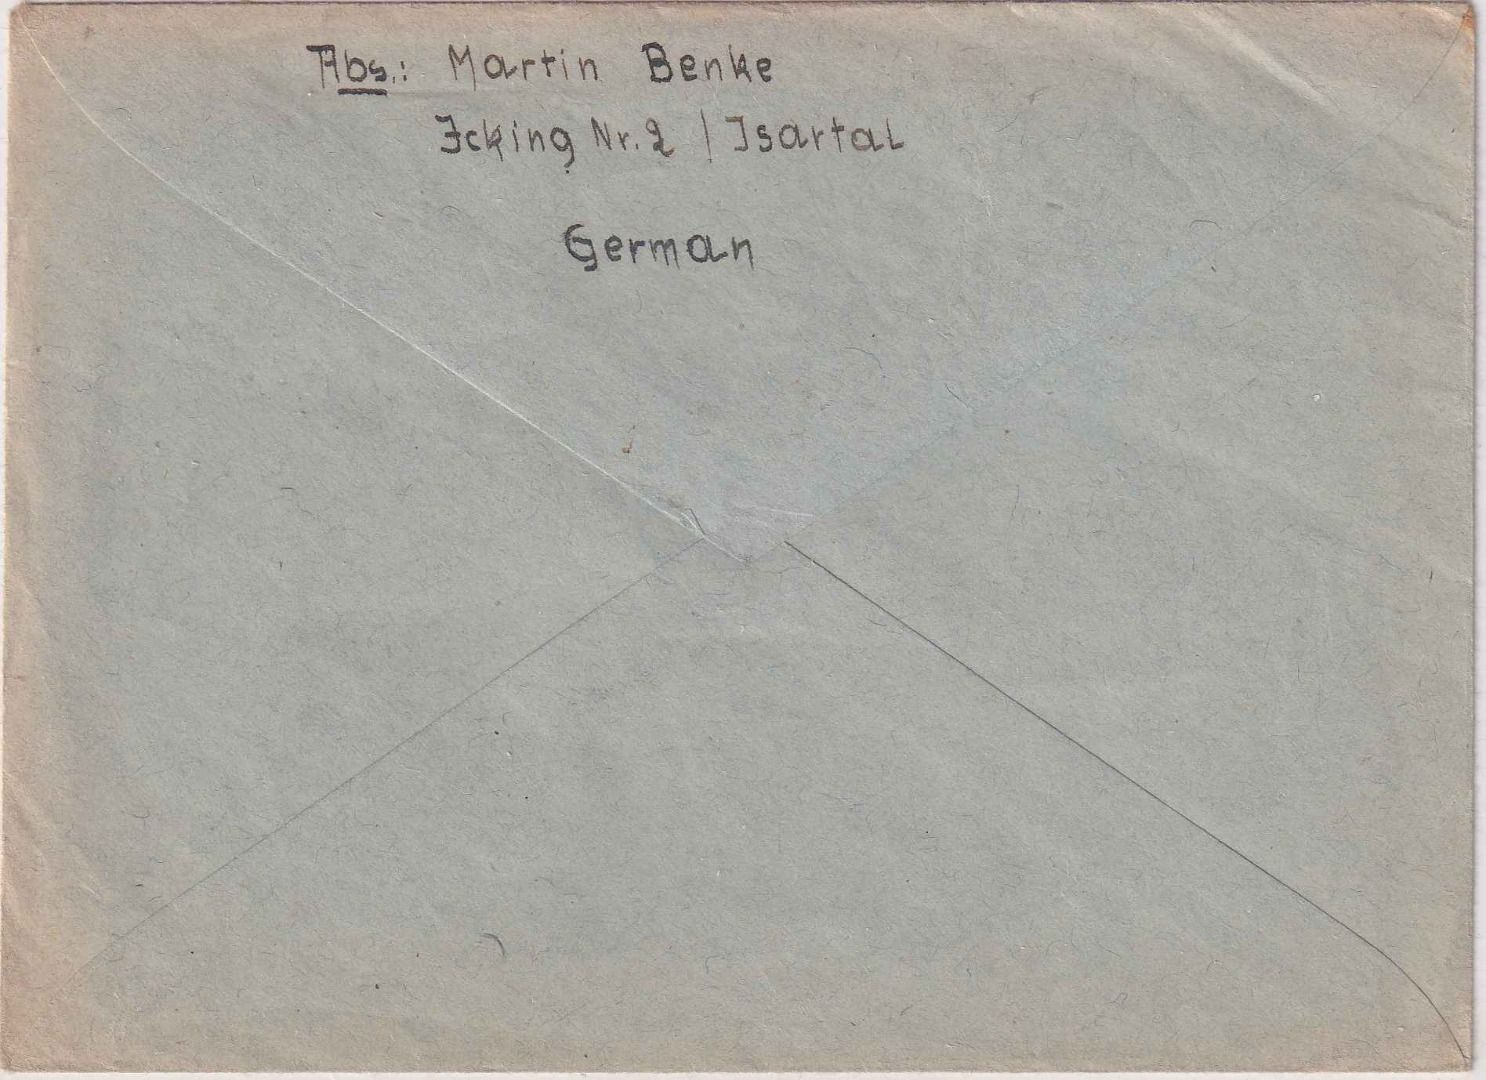 Abs.: Martin Benke
Icking Nr. 2 / Isartal
German